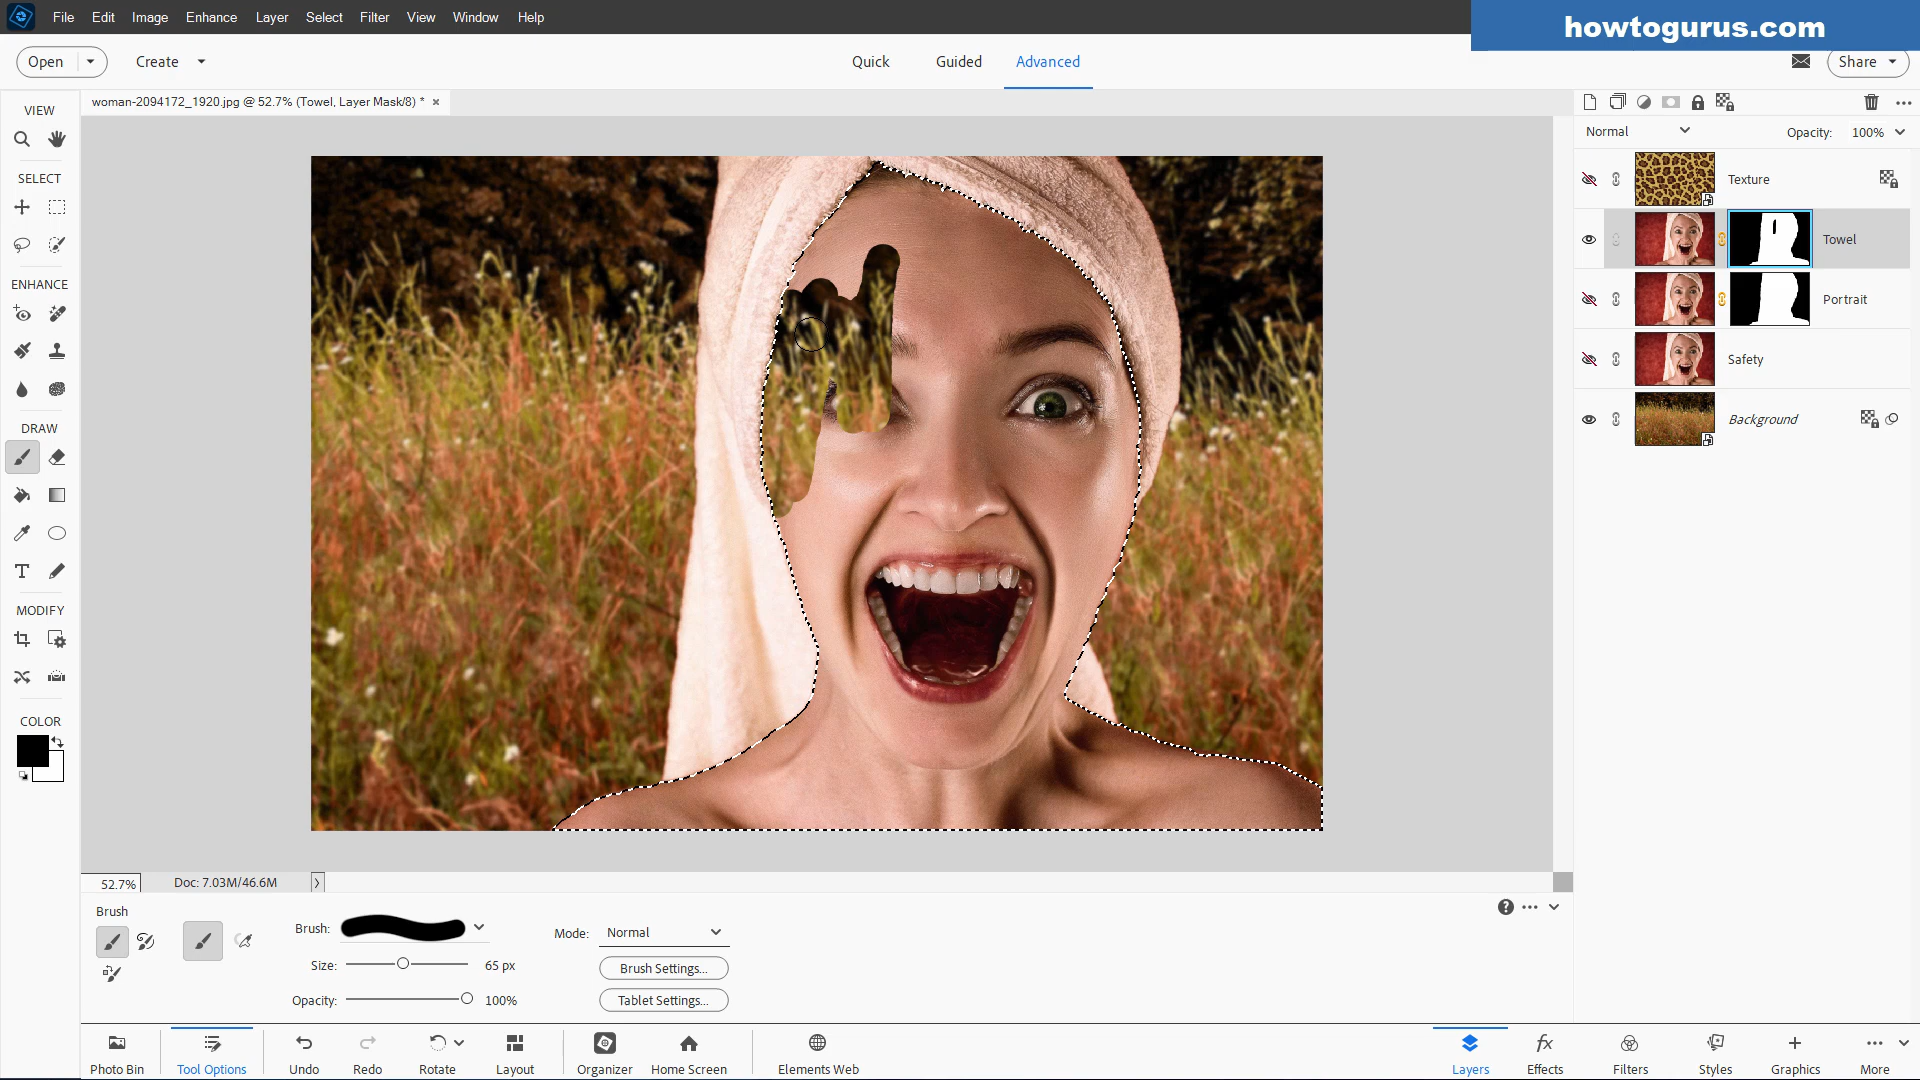 File Edit Image Enhance Layer Select Filter View Window Help
howtogurus.com
Open Create Quick Guided Advanced Share
woman-2094172_1920.jpg @ 52.7% (Towel, Layer Mask/8) * ×
VIEW
SELECT
ENHANCE
DRAW
T
MODIFY
COLOR
Normal Opacity: 100%
Texture
Towel
Portrait
Safety
Background
52.7% Doc: 7.03M/46.6M
Brush
Brush:
Size: 65 px
Opacity: 100%
Mode: Normal
Brush Settings...
Tablet Settings...
Photo Bin Tool Options Undo Redo Rotate Layout Organizer Home Screen Elements Web
fx
Layers Effects Filters Styles Graphics More